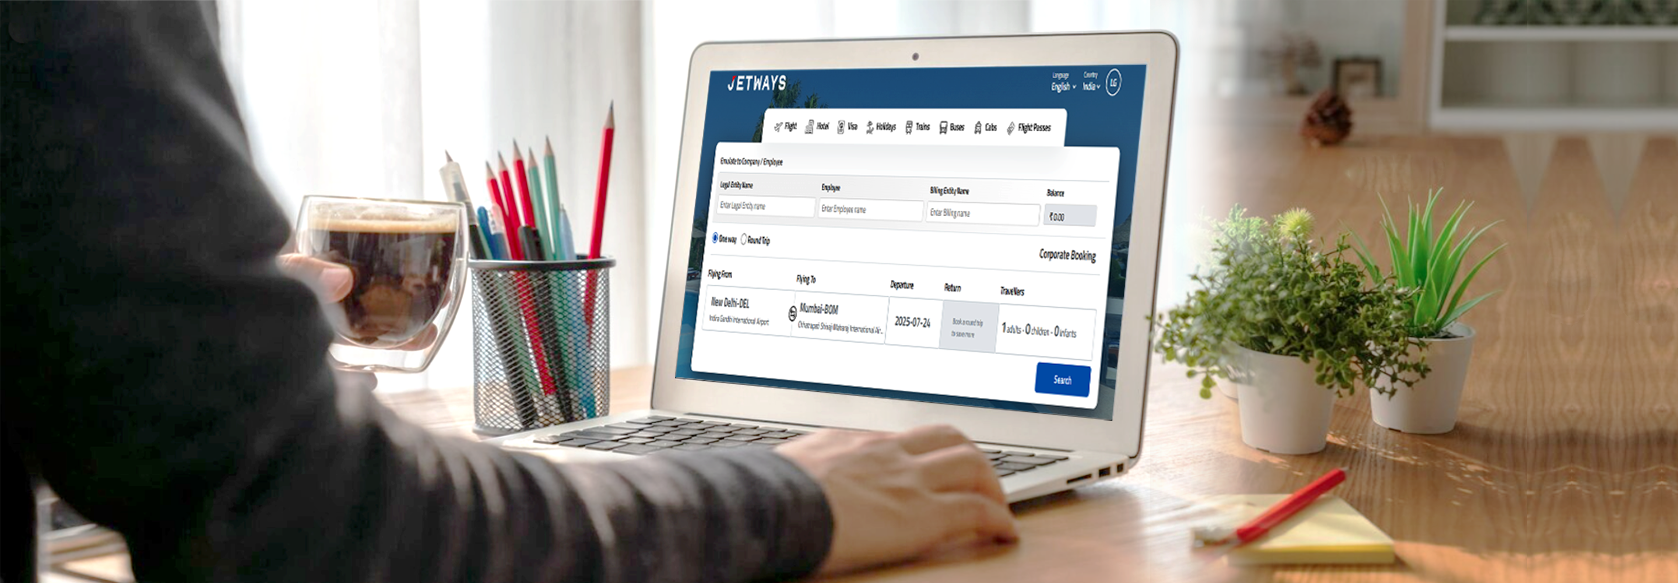 JETWAYS
Language
English
Country
India
LG
Flight Hotel Visa Holidays Trains Buses Cabs Flight Passes
Emulate to Company / Employee
Legal Entity Name Employee Billing Entity Name Balance
Enter Legal Entity name Enter Employee name Enter Billing name ₹ 0.00
One way Round Trip
Corporate Booking
Flying From Flying To Departure Return Travellers
New Delhi-DEL Mumbai-BOM 2025-07-24 Book a round trip to save more 1 adults - 0 children - 0 infants
Indira Gandhi International Airport Chhatrapati Shivaji Maharaj International Air..
Search